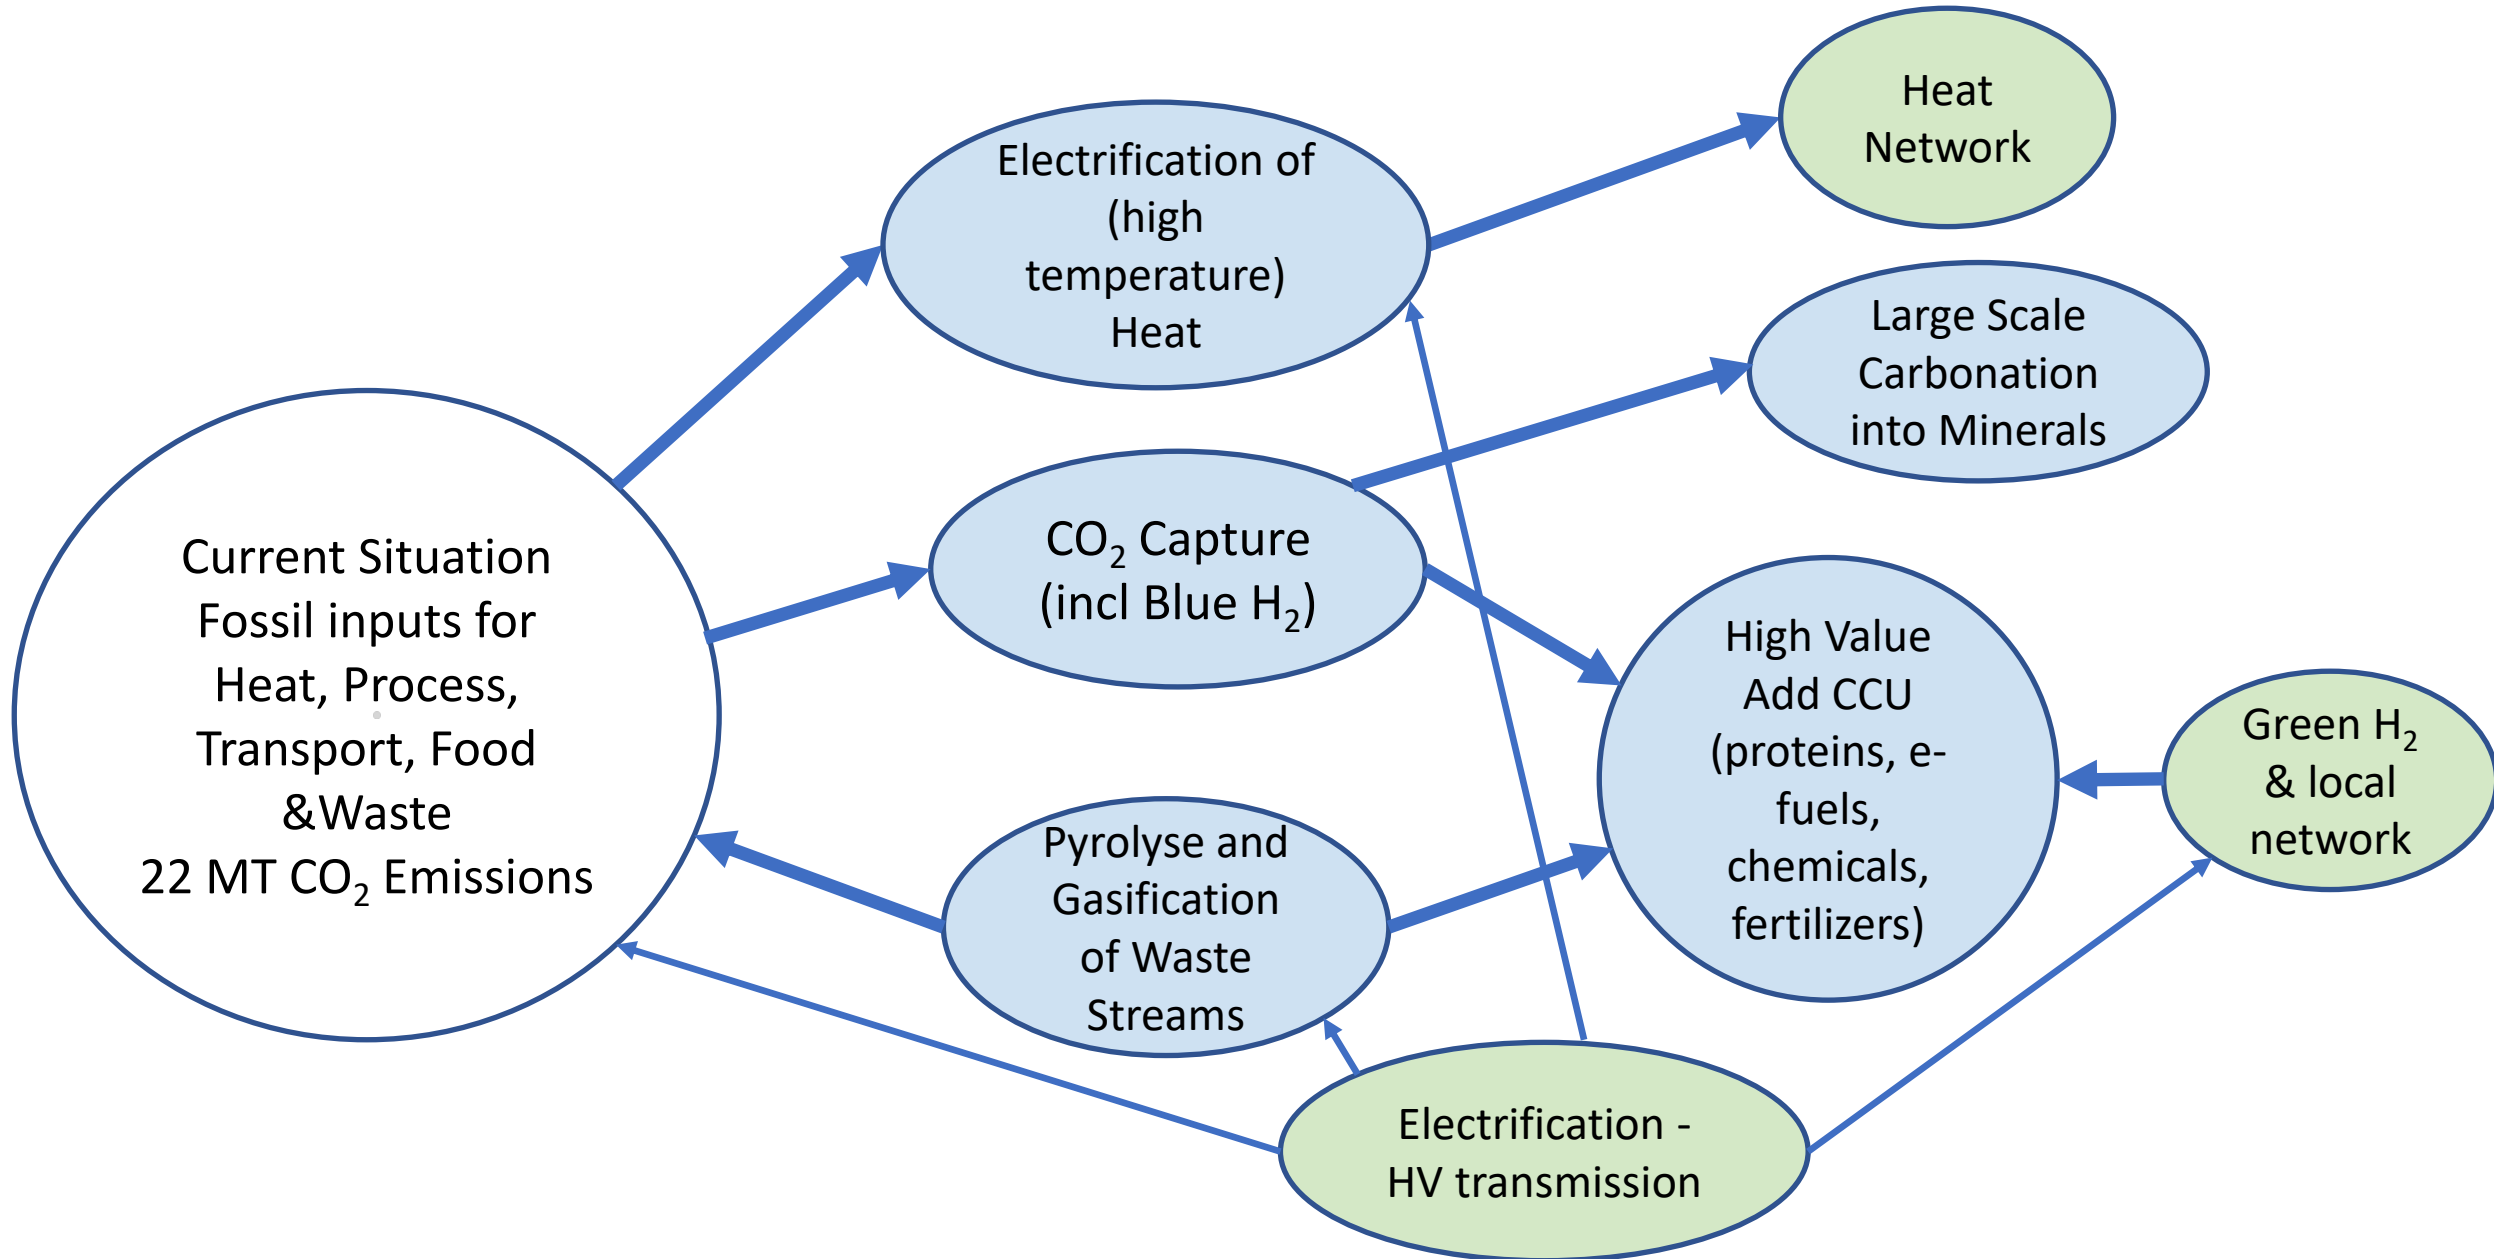 Heat
Network
Electrification of
(high
temperature)
Heat
Large Scale
Carbonation
into Minerals
Current Situation
Fossil inputs for
Heat, Process,
Transport, Food
&Waste
22 MT CO₂ Emissions
CO₂ Capture
(incl Blue H₂)
High Value
Add CCU
(proteins, e-
fuels,
chemicals,
fertilizers)
Green H₂
& local
network
Pyrolyse and
Gasification
of Waste
Streams
Electrification -
HV transmission